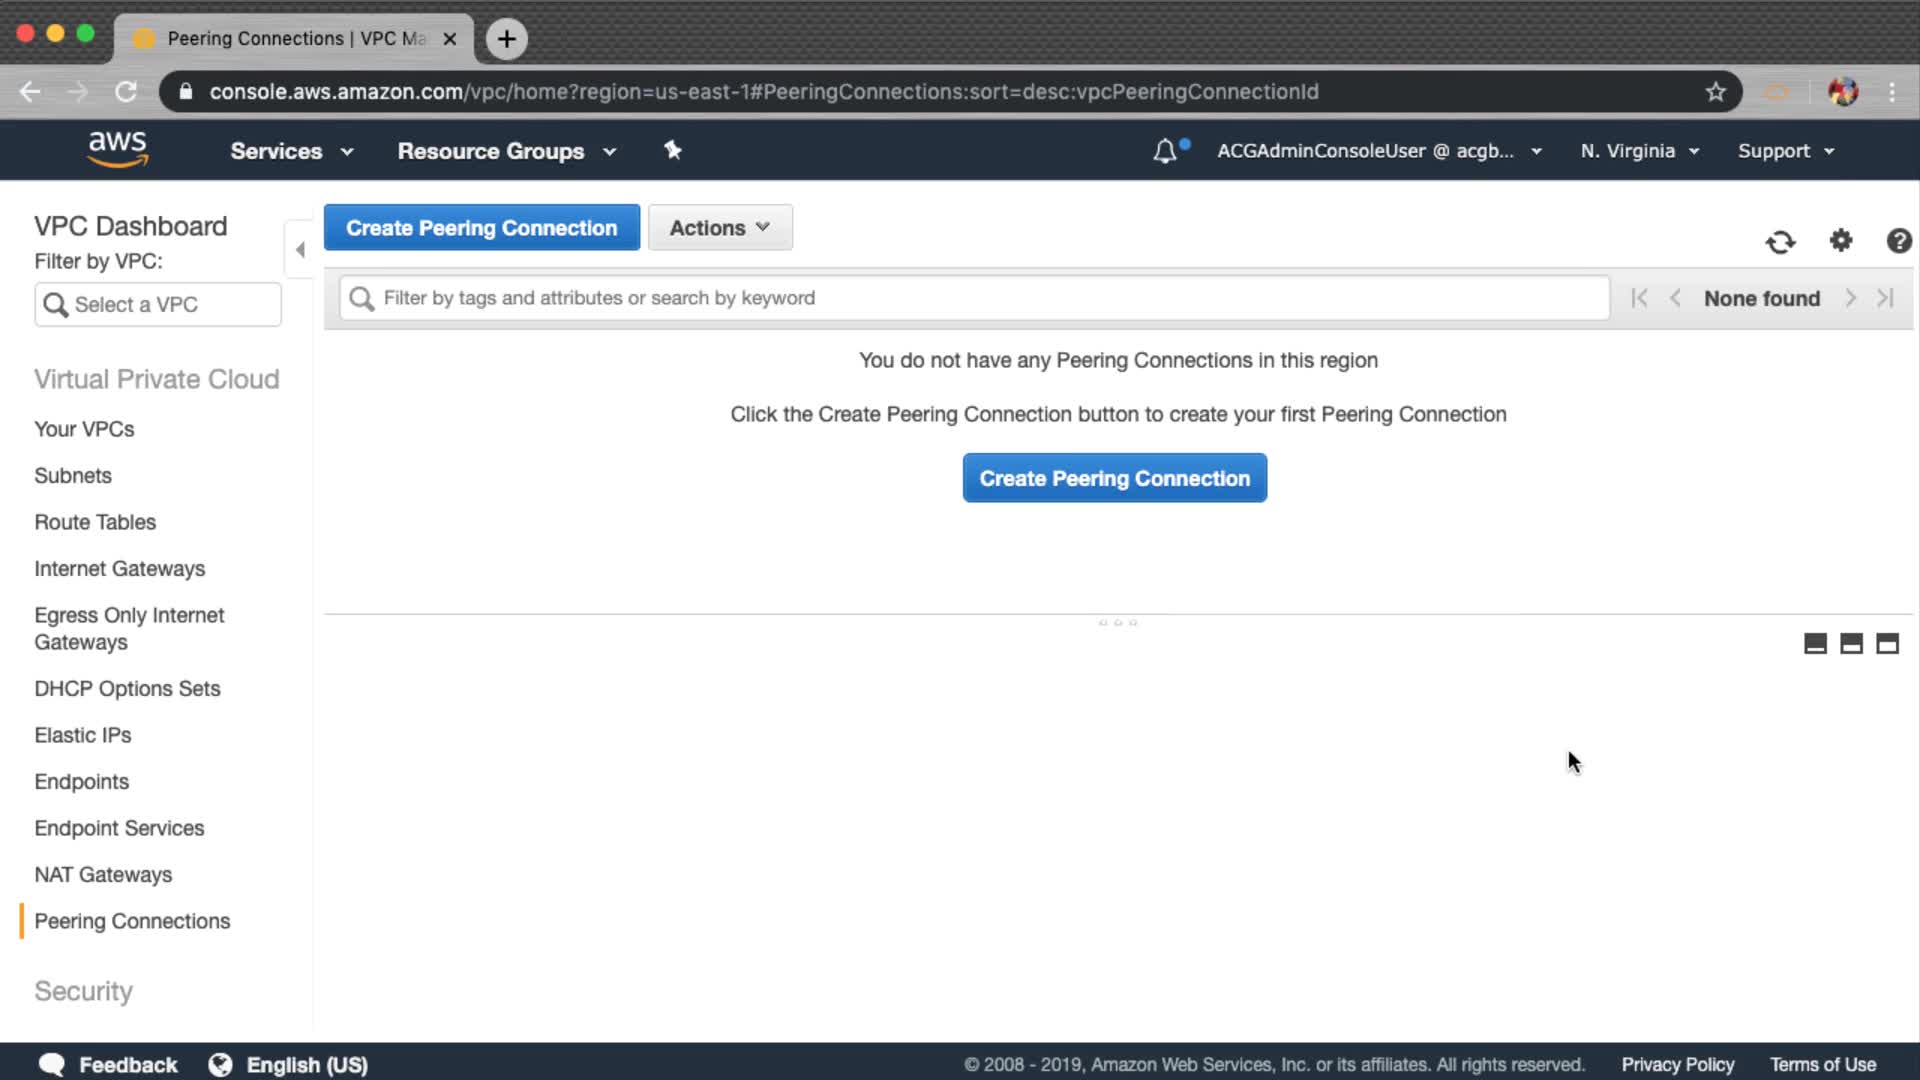 Peering Connections | VPC Ma
console.aws.amazon.com/vpc/home?region=us-east-1#PeeringConnections:sort=desc:vpcPeeringConnectionId
aws
Services
Resource Groups
ACGAdminConsoleUser @ acgb...
N. Virginia
Support
VPC Dashboard
Filter by VPC:
Select a VPC
Virtual Private Cloud
Your VPCs
Subnets
Route Tables
Internet Gateways
Egress Only Internet
Gateways
DHCP Options Sets
Elastic IPs
Endpoints
Endpoint Services
NAT Gateways
Peering Connections
Security
Create Peering Connection
Actions
Filter by tags and attributes or search by keyword
None found
You do not have any Peering Connections in this region
Click the Create Peering Connection button to create your first Peering Connection
Create Peering Connection
Feedback
English (US)
© 2008 - 2019, Amazon Web Services, Inc. or its affiliates. All rights reserved.
Privacy Policy
Terms of Use